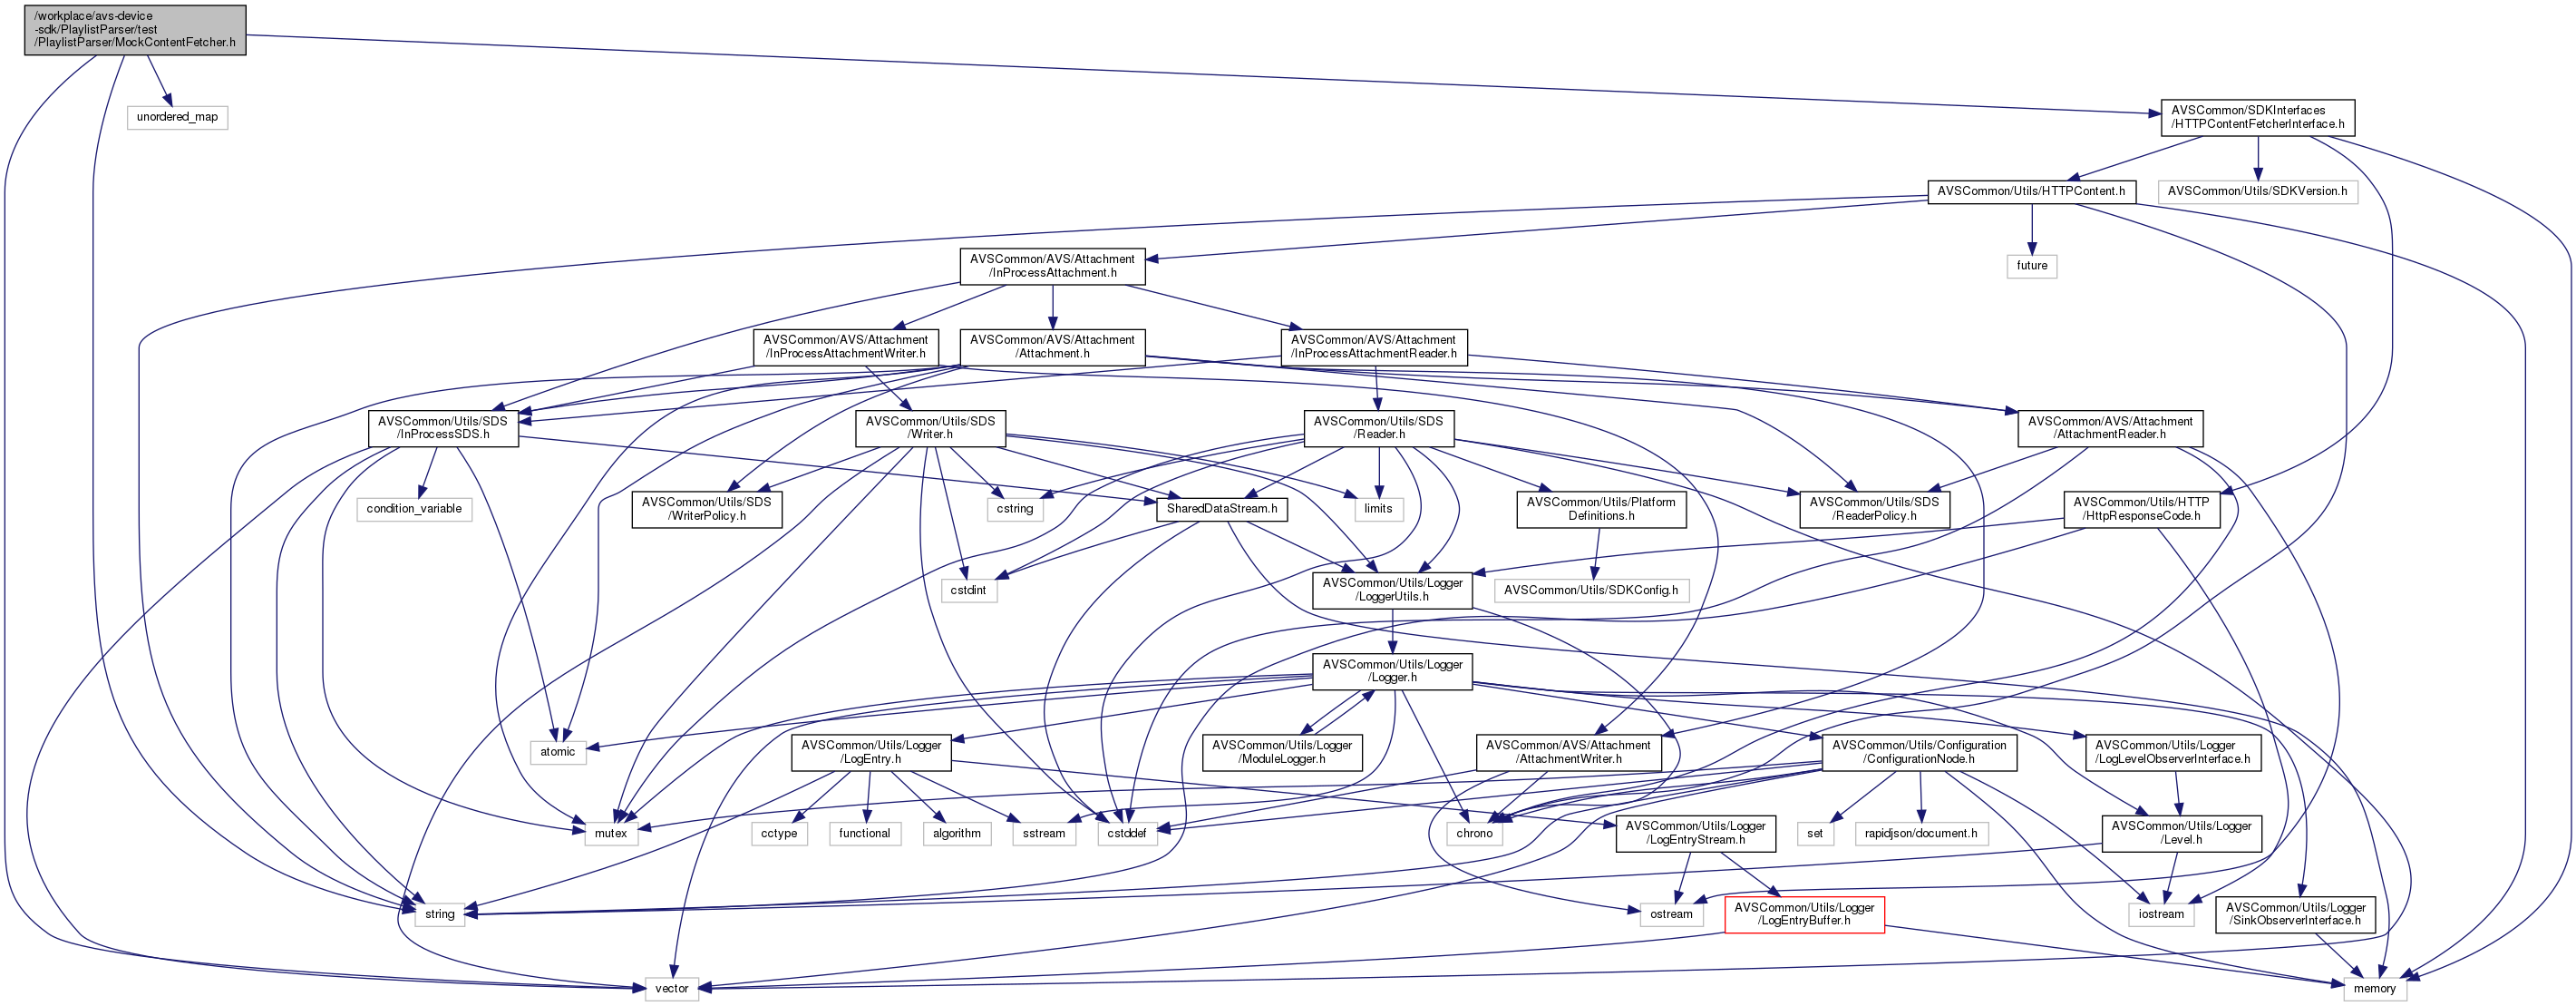 /workplace/avs-device
-sdk/PlaylistParser/test
/PlaylistParser/MockContentFetcher.h
unordered_map
AVSCommon/SDKInterfaces
/HTTPContentFetcherInterface.h
AVSCommon/Utils/HTTPContent.h
AVSCommon/Utils/SDKVersion.h
AVSCommon/AVS/Attachment
/InProcessAttachment.h
future
AVSCommon/AVS/Attachment
/InProcessAttachmentWriter.h
AVSCommon/AVS/Attachment
/Attachment.h
AVSCommon/AVS/Attachment
/InProcessAttachmentReader.h
AVSCommon/Utils/SDS
/InProcessSDS.h
AVSCommon/Utils/SDS
/Writer.h
AVSCommon/Utils/SDS
/Reader.h
AVSCommon/AVS/Attachment
/AttachmentReader.h
condition_variable
AVSCommon/Utils/SDS
/WriterPolicy.h
cstring
SharedDataStream.h
limits
AVSCommon/Utils/Platform
Definitions.h
AVSCommon/Utils/SDS
/ReaderPolicy.h
AVSCommon/Utils/HTTP
/HttpResponseCode.h
cstdint
AVSCommon/Utils/Logger
/LoggerUtils.h
AVSCommon/Utils/SDKConfig.h
AVSCommon/Utils/Logger
/Logger.h
atomic
AVSCommon/Utils/Logger
/LogEntry.h
AVSCommon/Utils/Logger
/ModuleLogger.h
AVSCommon/AVS/Attachment
/AttachmentWriter.h
AVSCommon/Utils/Configuration
/ConfigurationNode.h
AVSCommon/Utils/Logger
/LogLevelObserverInterface.h
mutex
cctype
functional
algorithm
sstream
cstddef
chrono
AVSCommon/Utils/Logger
/LogEntryStream.h
set
rapidjson/document.h
AVSCommon/Utils/Logger
/Level.h
string
ostream
AVSCommon/Utils/Logger
/LogEntryBuffer.h
iostream
AVSCommon/Utils/Logger
/SinkObserverInterface.h
vector
memory